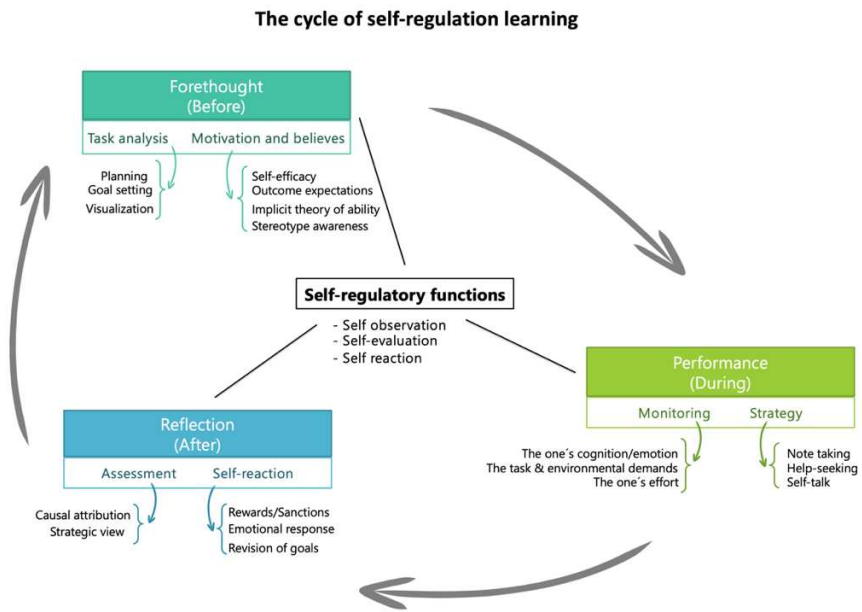 The cycle of self-regulation learning
Forethought
(Before)
Task analysis
Motivation and believes
Planning
Goal setting
Visualization
Self-efficacy
Outcome expectations
Implicit theory of ability
Stereotype awareness
Self-regulatory functions
- Self observation
- Self-evaluation
- Self reaction
Performance
(During)
Monitoring
Strategy
The one´s cognition/emotion
The task & environmental demands
The one´s effort
Note taking
Help-seeking
Self-talk
Reflection
(After)
Assessment
Self-reaction
Causal attribution
Strategic view
Rewards/Sanctions
Emotional response
Revision of goals